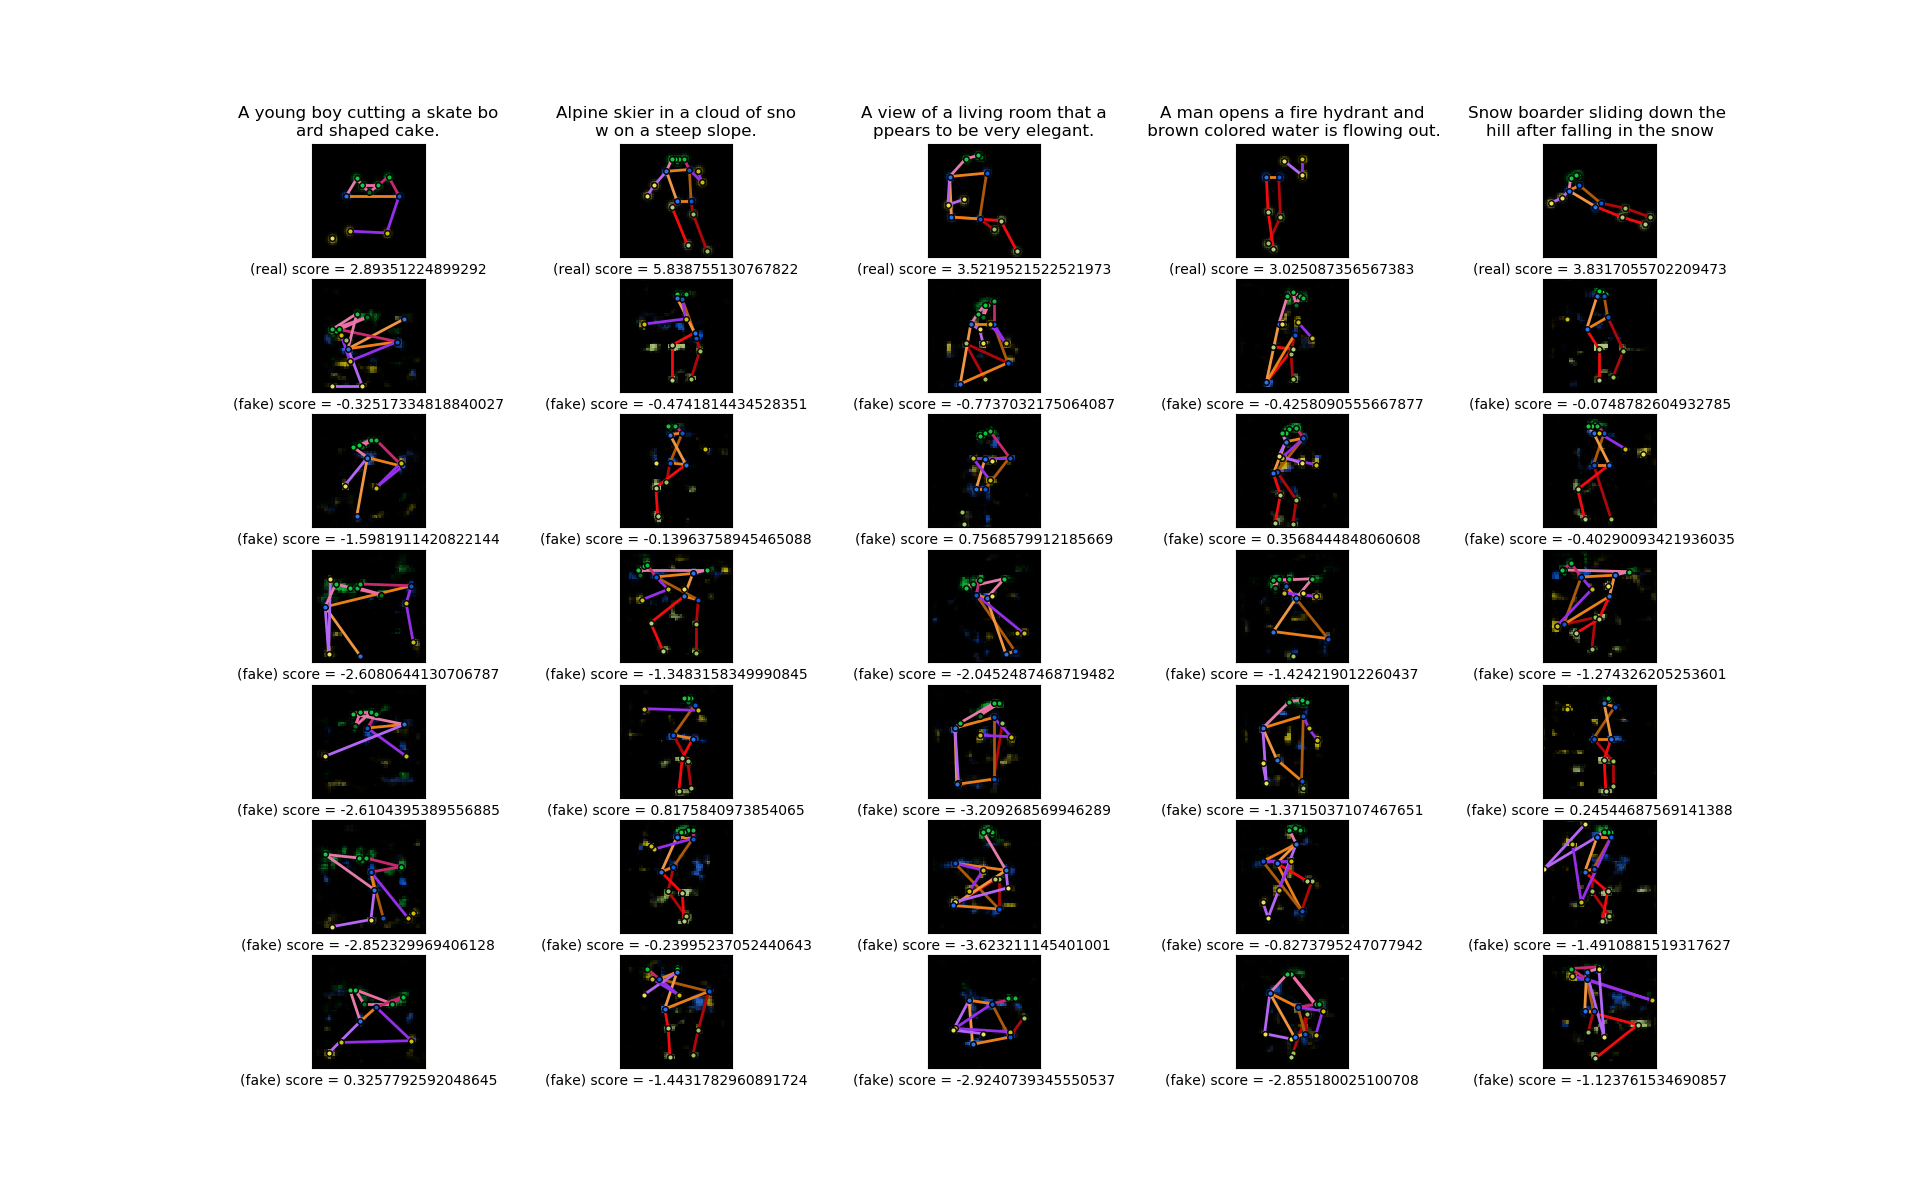 A young boy cutting a skate bo
ard shaped cake.
Alpine skier in a cloud of sno
w on a steep slope.
A view of a living room that a
ppears to be very elegant.
A man opens a fire hydrant and
brown colored water is flowing out.
Snow boarder sliding down the
hill after falling in the snow
(real) score = 2.89351224899292
(real) score = 5.838755130767822
(real) score = 3.5219521522521973
(real) score = 3.025087356567383
(real) score = 3.8317055702209473
(fake) score = -0.32517334818840027
(fake) score = -0.4741814434528351
(fake) score = -0.7737032175064087
(fake) score = -0.4258090555667877
(fake) score = -0.0748782604932785
(fake) score = -1.5981911420822144
(fake) score = -0.13963758945465088
(fake) score = 0.7568579912185669
(fake) score = 0.3568444848060608
(fake) score = -0.40290093421936035
(fake) score = -2.6080644130706787
(fake) score = -1.3483158349990845
(fake) score = -2.0452487468719482
(fake) score = -1.424219012260437
(fake) score = -1.274326205253601
(fake) score = -2.6104395389556885
(fake) score = 0.8175840973854065
(fake) score = -3.209268569946289
(fake) score = -1.3715037107467651
(fake) score = 0.24544687569141388
(fake) score = -2.852329969406128
(fake) score = -0.23995237052440643
(fake) score = -3.623211145401001
(fake) score = -0.8273795247077942
(fake) score = -1.4910881519317627
(fake) score = 0.3257792592048645
(fake) score = -1.4431782960891724
(fake) score = -2.9240739345550537
(fake) score = -2.855180025100708
(fake) score = -1.123761534690857